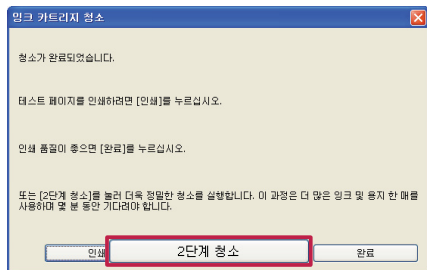 잉크 카트리지 청소
청소가 완료되었습니다.
테스트 페이지를 인쇄하려면 [인쇄]를 누르십시오.
인쇄 품질이 좋으면 [완료]를 누르십시오.
또는 [2단계 청소]를 눌러 더욱 정밀한 청소를 실행합니다. 이 과정은 더 많은 잉크 및 용지 한 매를
사용하며 몇 분 동안 기다려야 합니다.
인쇄 2단계 청소 완료